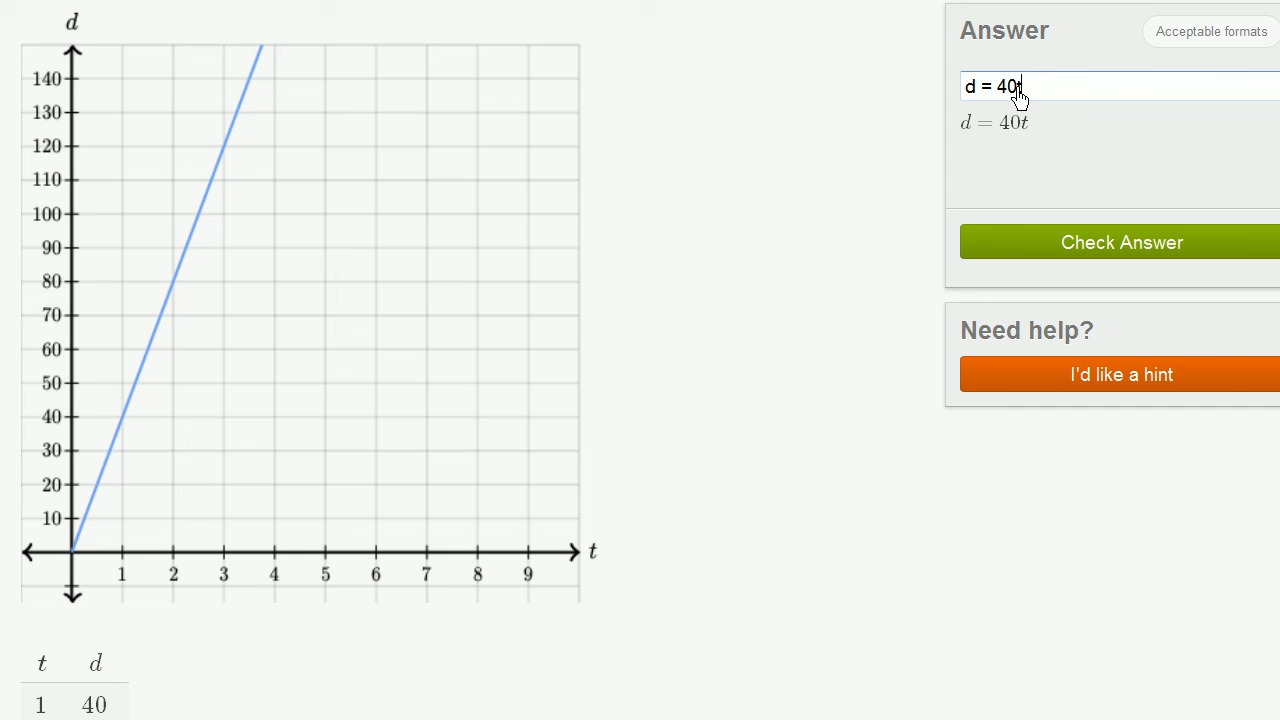 d
140
130
120
110
100
90
80
70
60
50
40
30
20
10
1 2 3 4 5 6 7 8 9
t
t d
1 40
Answer
Acceptable formats
d = 40t
d = 40t
Check Answer
Need help?
I'd like a hint